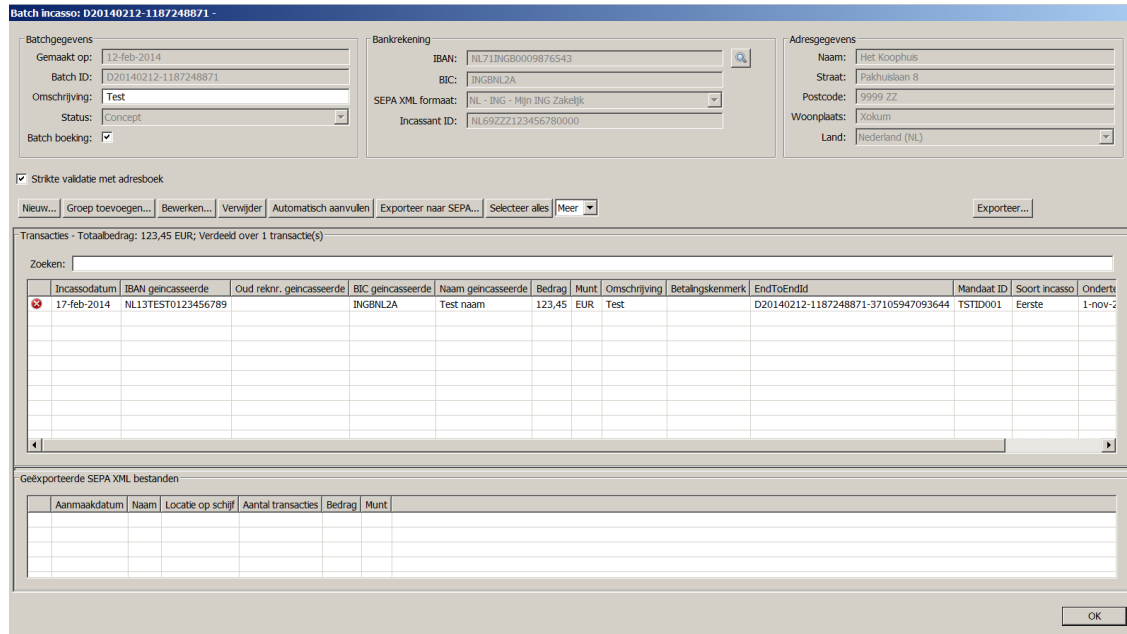 Batch incasso: D20140212-1187248871 -
Batchgegevens
Gemaakt op: 12-feb-2014
Batch ID: D20140212-1187248871
Omschrijving: Test
Status: Concept
Batch boeking:
Bankrekening
IBAN: NL71INGB0009876543
BIC: INGBNL2A
SEPA XML formaat: NL - ING - Mijn ING Zakelijk
Incassant ID: NL69ZZZ123456780000
Adresgegevens
Naam: Het Koophuis
Straat: Pakhuislaan 8
Postcode: 9999 ZZ
Woonplaats: Xokum
Land: Nederland (NL)
Strikte validatie met adresboek
Nieuw... Groep toevoegen... Bewerken... Verwijder Automatisch aanvullen Exporteer naar SEPA... Selecteer alles Meer Exporteer...
Transacties - Totaalbedrag: 123,45 EUR; Verdeeld over 1 transactie(s)
Zoeken:
Incassodatum IBAN geincasseerde Oud reknr. geincasseerde BIC geincasseerde Naam geincasseerde Bedrag Munt Omschrijving Betalingskenmerk EndToEndId Mandaat ID Soort incasso Onderte
17-feb-2014 NL13TEST0123456789 INGBNL2A Test naam 123,45 EUR Test D20140212-1187248871-37105947093644 TSTID001 Eerste 1-nov-2
Geëxporteerde SEPA XML bestanden
Aanmaakdatum Naam Locatie op schijf Aantal transacties Bedrag Munt
OK